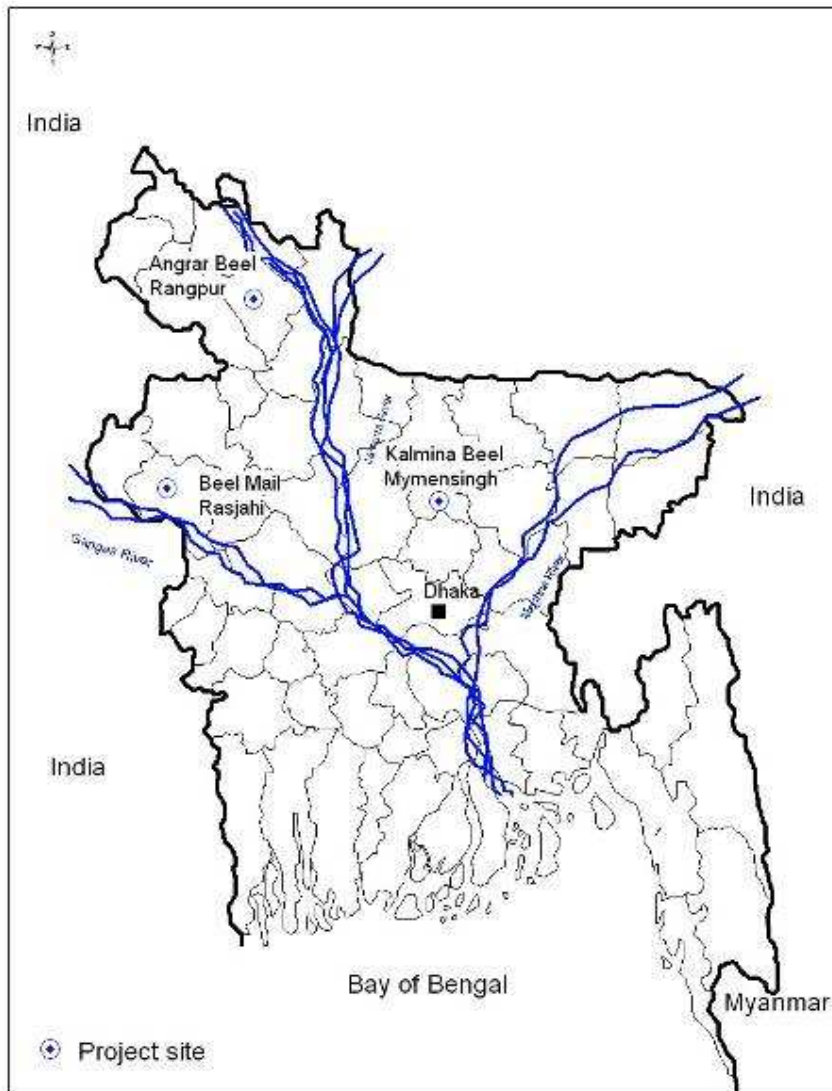 India
Angrar Beel
Rangpur
Beel Mail
Rasjahi
Kalmina Beel
Mymensingh
India
Ganges River
Dhaka
India
Bay of Bengal
Myanmar
Project site